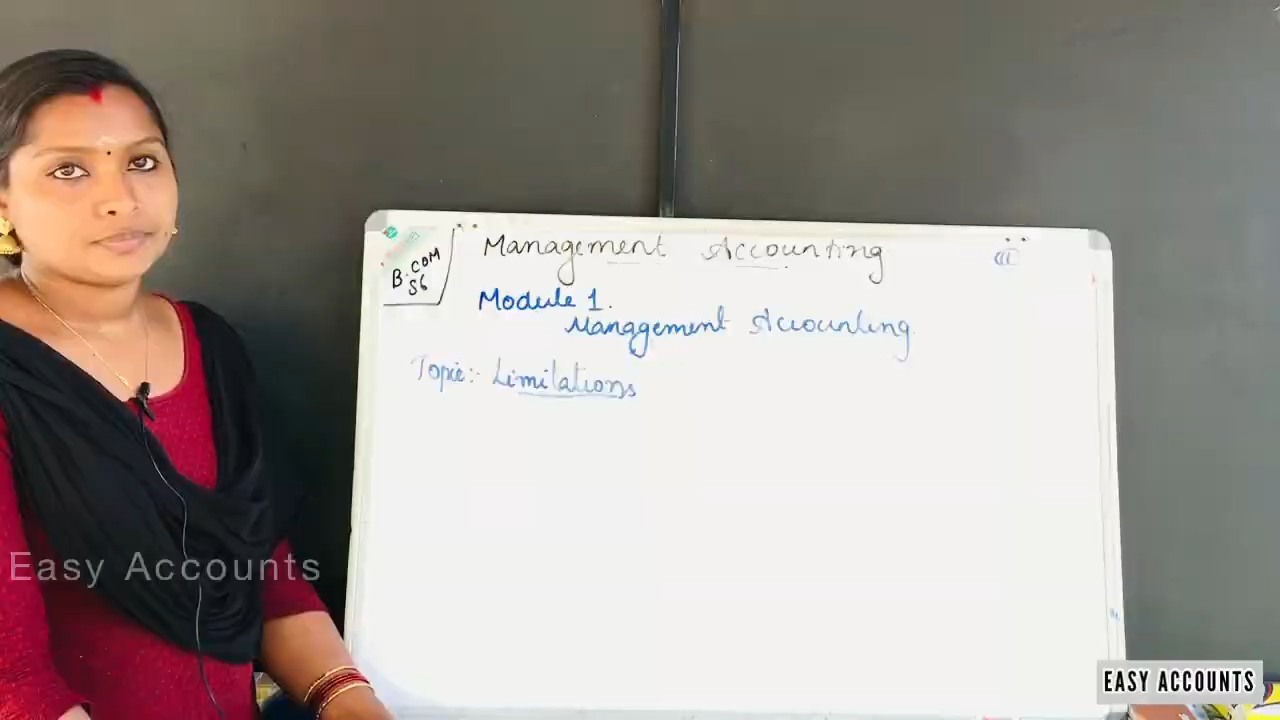 B.COM
S6
Management Accounting
Module 1.
Management Accounting
Topic:- Limitations
Easy Accounts
EASY ACCOUNTS